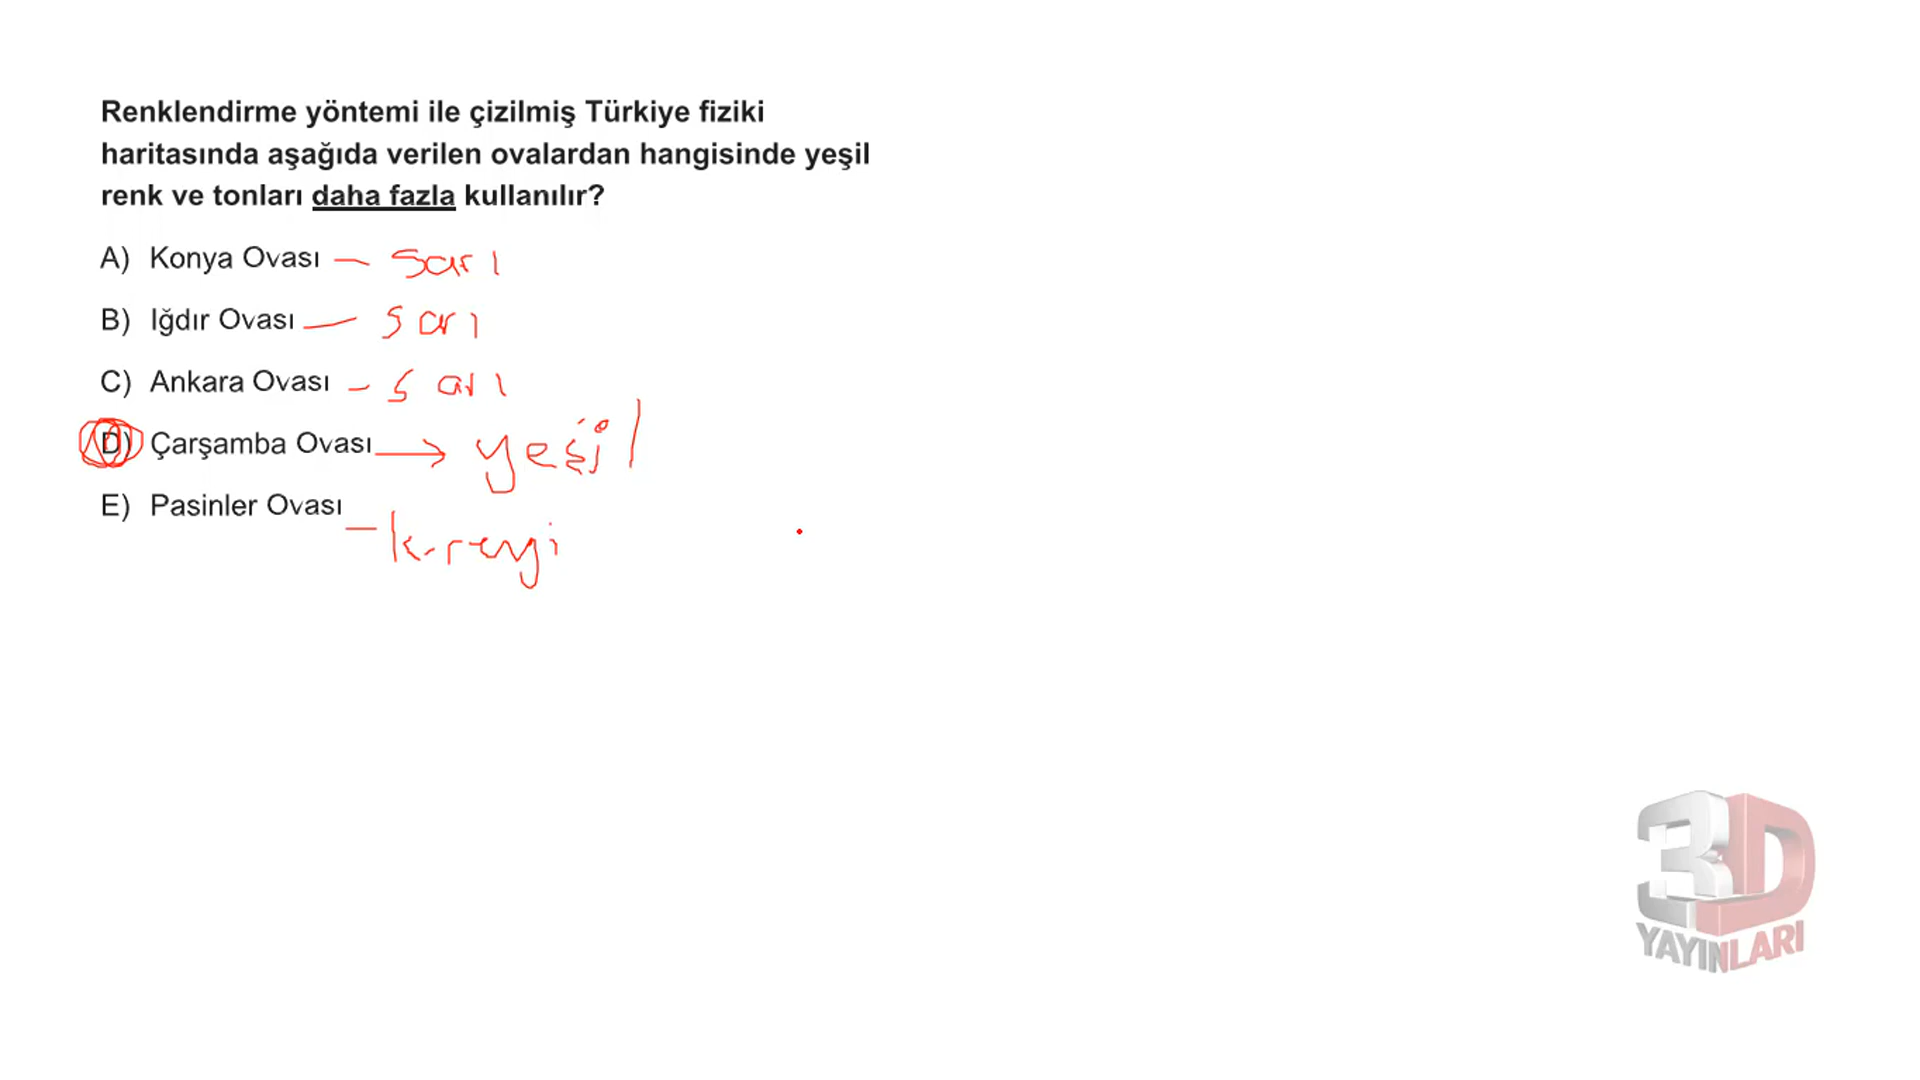 Renklendirme yöntemi ile çizilmiş Türkiye fiziki
haritasında aşağıda verilen ovalardan hangisinde yeşil
renk ve tonları daha fazla kullanılır?
A) Konya Ovası — sarı
B) Iğdır Ovası — sarı
C) Ankara Ovası - sarı
D) Çarşamba Ovası → yeşil
E) Pasinler Ovası — k.rengi
3D
YAYINLARI